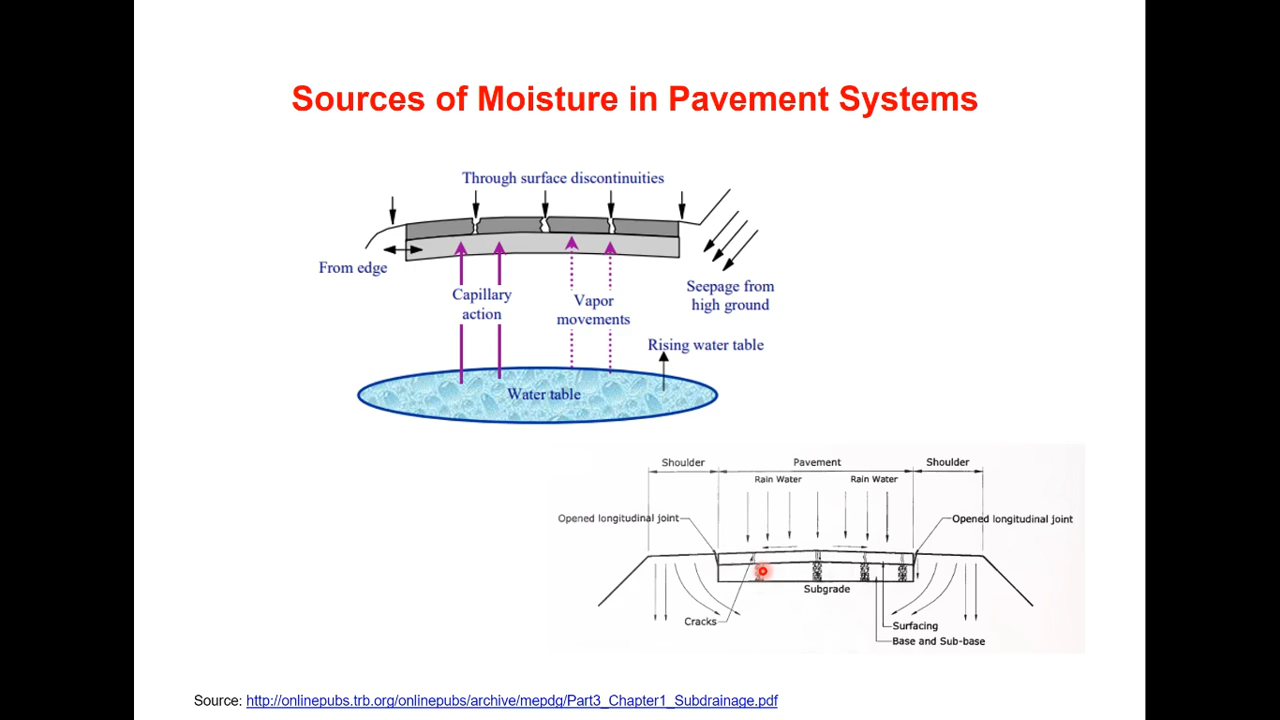 Sources of Moisture in Pavement Systems
Through surface discontinuities
From edge
Capillary
action
Vapor
movements
Seepage from
high ground
Rising water table
Water table
Shoulder
Pavement
Shoulder
Rain Water
Rain Water
Opened longitudinal joint
Opened longitudinal joint
Subgrade
Cracks
Surfacing
Base and Sub-base
Source: http://onlinepubs.trb.org/onlinepubs/archive/mepdg/Part3_Chapter1_Subdrainage.pdf